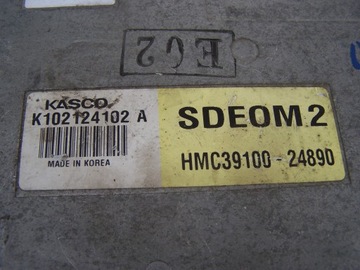 E02
KASCO
K102124102 A
MADE IN KOREA
SDEOM.2
HMC39100-24890